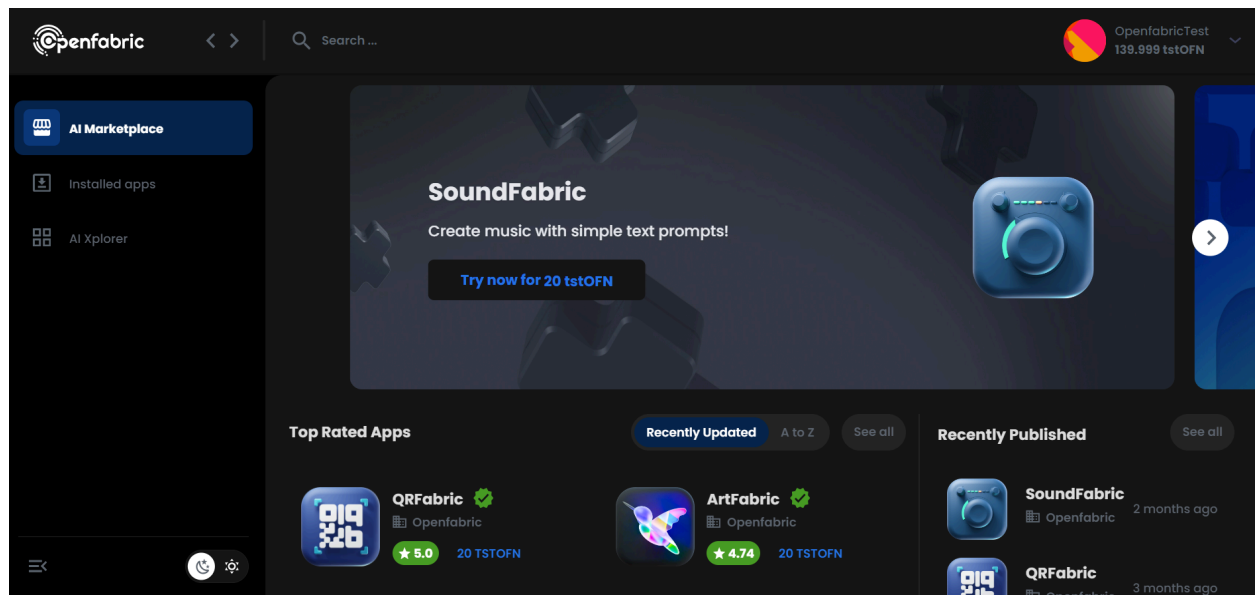 Openfabric
Search ...
OpenfabricTest
139.999 tstOFN
AI Marketplace
Installed apps
AI Xplorer
SoundFabric
Create music with simple text prompts!
Try now for 20 tstOFN
Top Rated Apps
Recently Updated
A to Z
See all
QRFabric
Openfabric
★ 5.0
20 TSTOFN
ArtFabric
Openfabric
★ 4.74
20 TSTOFN
Recently Published
See all
SoundFabric
Openfabric
2 months ago
QRFabric
Openfabric
3 months ago